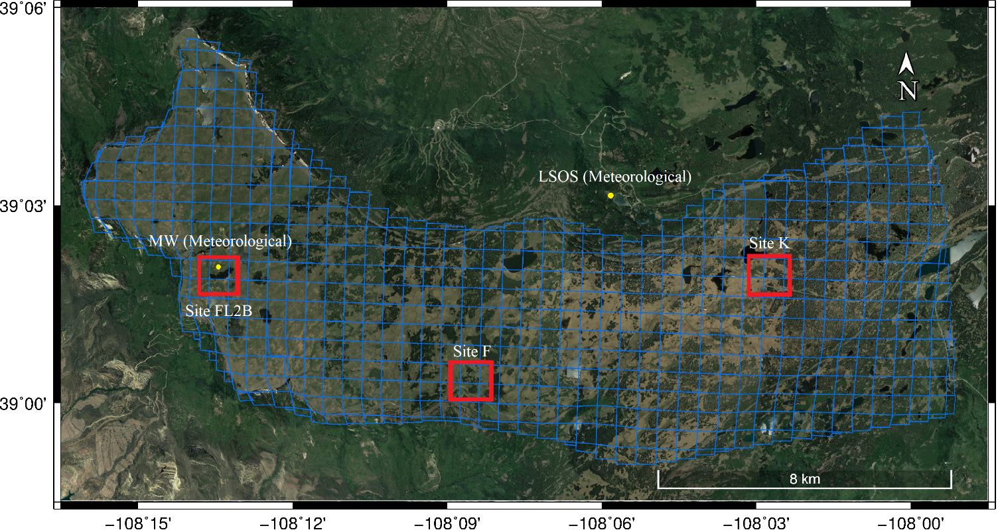 39°06'
N
LSOS (Meteorological)
39°03'
MW (Meteorological)
Site K
Site FL2B
Site F
39°00'
8 km
−108°15' −108°12' −108°09' −108°06' −108°03' −108°00'